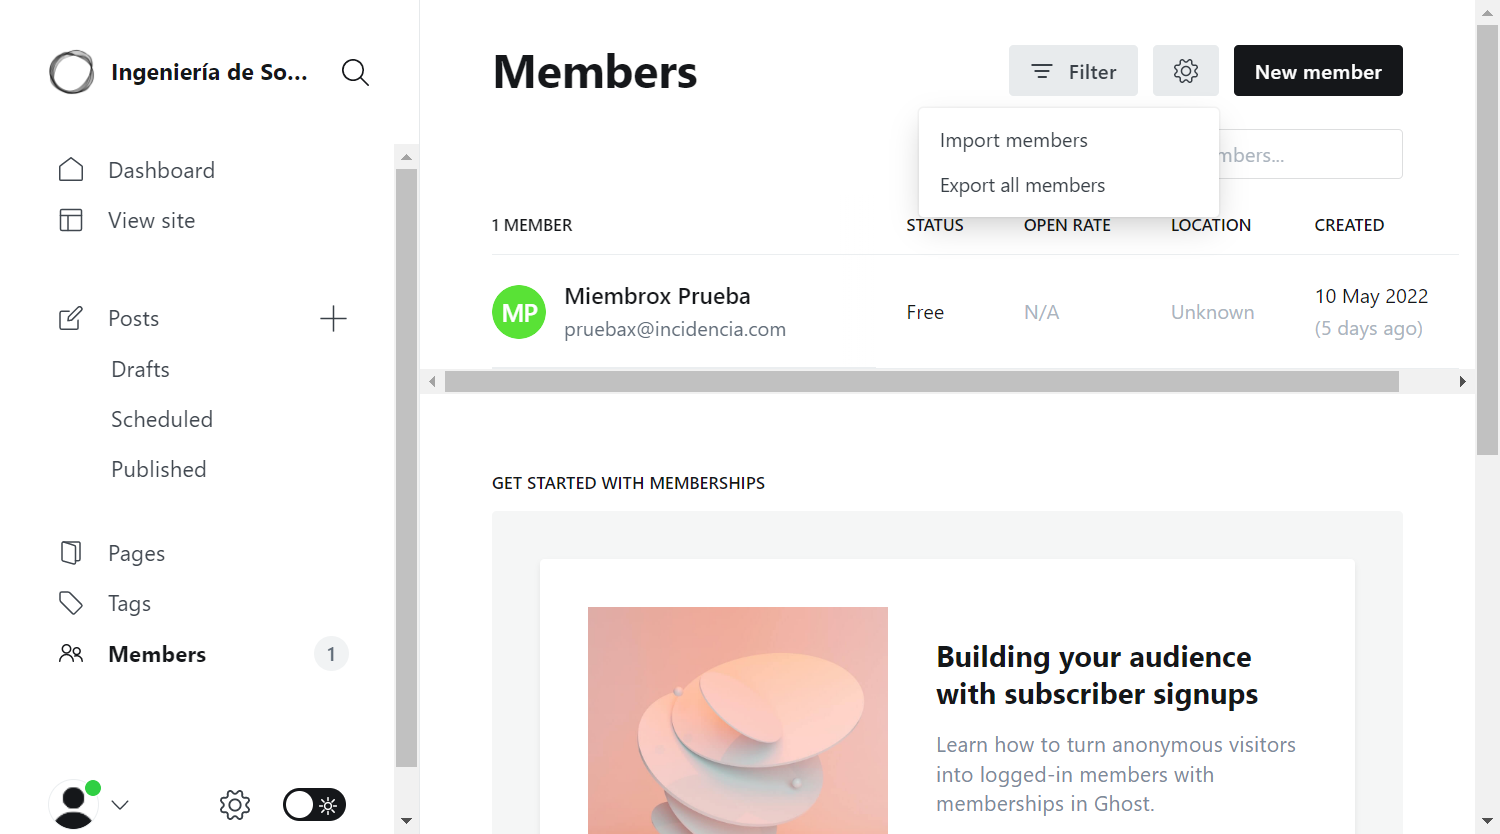 Ingeniería de So...
Dashboard
View site
Posts
Drafts
Scheduled
Published
Pages
Tags
Members
1
Members
Filter
New member
Import members
Export all members
1 MEMBER
STATUS
OPEN RATE
LOCATION
CREATED
MP
Miembrox Prueba
pruebax@incidencia.com
Free
N/A
Unknown
10 May 2022
(5 days ago)
GET STARTED WITH MEMBERSHIPS
Building your audience
with subscriber signups
Learn how to turn anonymous visitors
into logged-in members with
memberships in Ghost.